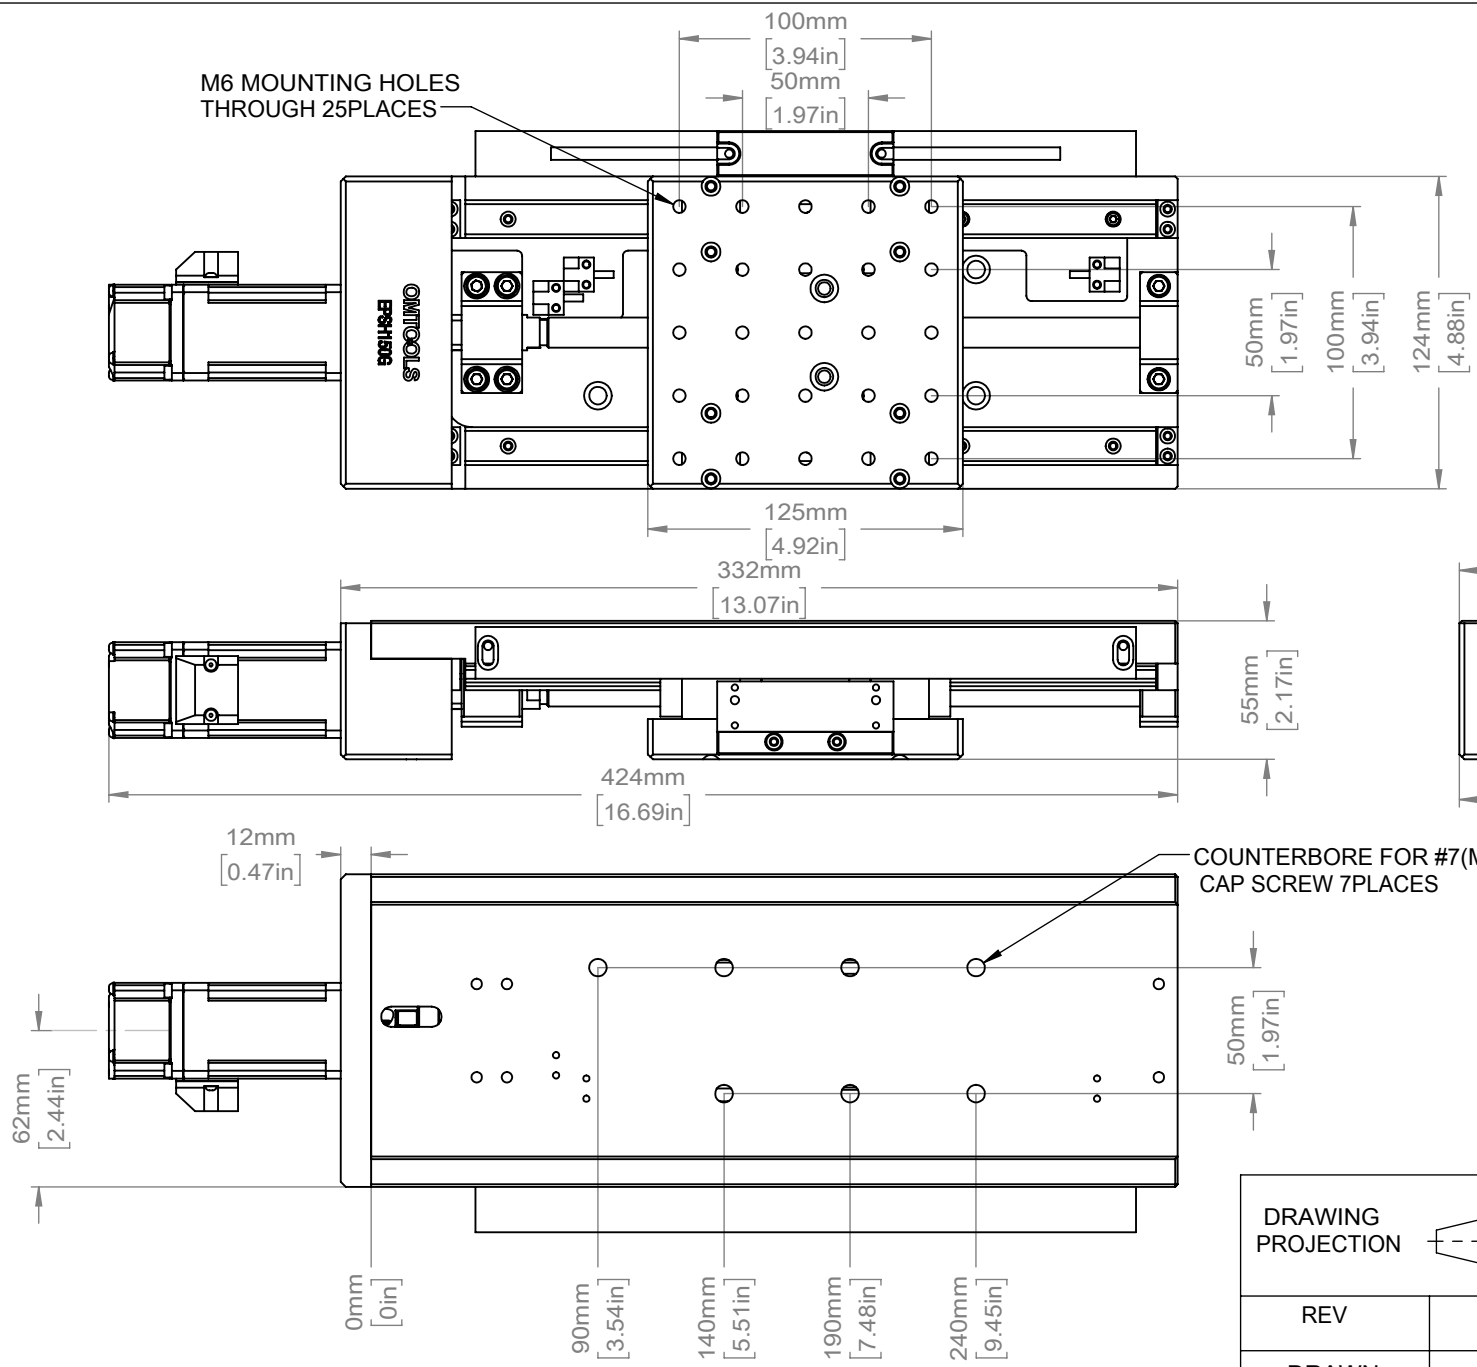 100mm
[3.94in]
50mm
[1.97in]
M6 MOUNTING HOLES
THROUGH 25PLACES
OMTOOLS
EPSH150G
50mm
[1.97in]
100mm
[3.94in]
124mm
[4.88in]
125mm
[4.92in]
332mm
[13.07in]
55mm
[2.17in]
424mm
[16.69in]
12mm
[0.47in]
COUNTERBORE FOR #7(M
CAP SCREW 7PLACES
50mm
[1.97in]
62mm
[2.44in]
0mm
[0in]
90mm
[3.54in]
140mm
[5.51in]
190mm
[7.48in]
240mm
[9.45in]
DRAWING
PROJECTION
REV
DRAWN